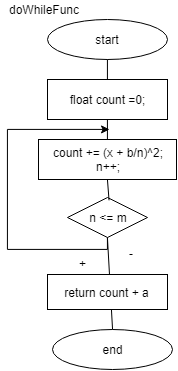 doWhileFunc
start
float count =0;
count += (x + b/n)^2;
n++;
n <= m
-
+
return count + a
end